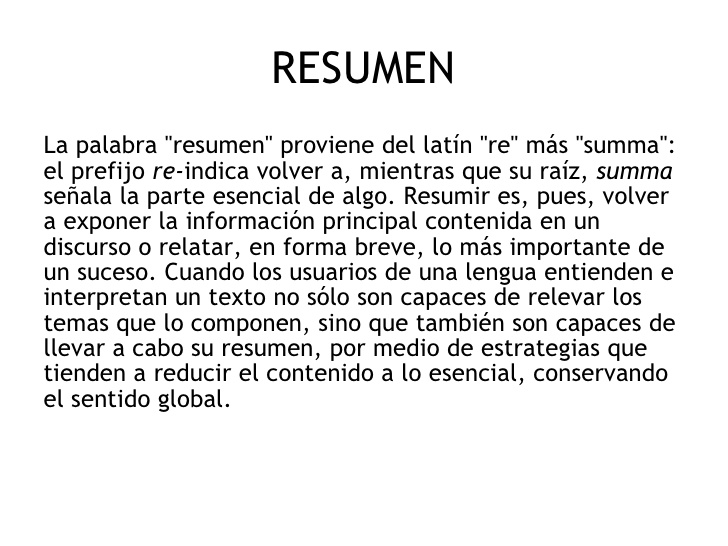 RESUMEN
La palabra "resumen" proviene del latín "re" más "summa":
el prefijo re-indica volver a, mientras que su raíz, summa
señala la parte esencial de algo. Resumir es, pues, volver
a exponer la información principal contenida en un
discurso o relatar, en forma breve, lo más importante de
un suceso. Cuando los usuarios de una lengua entienden e
interpretan un texto no sólo son capaces de relevar los
temas que lo componen, sino que también son capaces de
llevar a cabo su resumen, por medio de estrategias que
tienden a reducir el contenido a lo esencial, conservando
el sentido global.